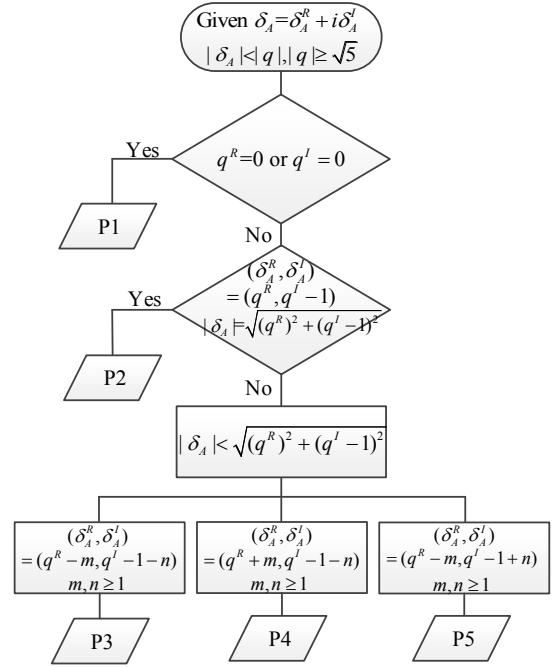 Given δ_A=δ_A^R+iδ_A^I
|δ_A|<|q|,|q|≥√5
Yes
q^R=0 or q^I=0
P1
No
(δ_A^R,δ_A^I)
=(q^R,q^I−1)
|δ_A|=√((q^R)^2+(q^I−1)^2)
Yes
P2
No
|δ_A|<√((q^R)^2+(q^I−1)^2)
(δ_A^R,δ_A^I)
=(q^R−m,q^I−1−n)
m,n≥1
(δ_A^R,δ_A^I)
=(q^R+m,q^I−1−n)
m,n≥1
(δ_A^R,δ_A^I)
=(q^R−m,q^I−1+n)
m,n≥1
P3
P4
P5